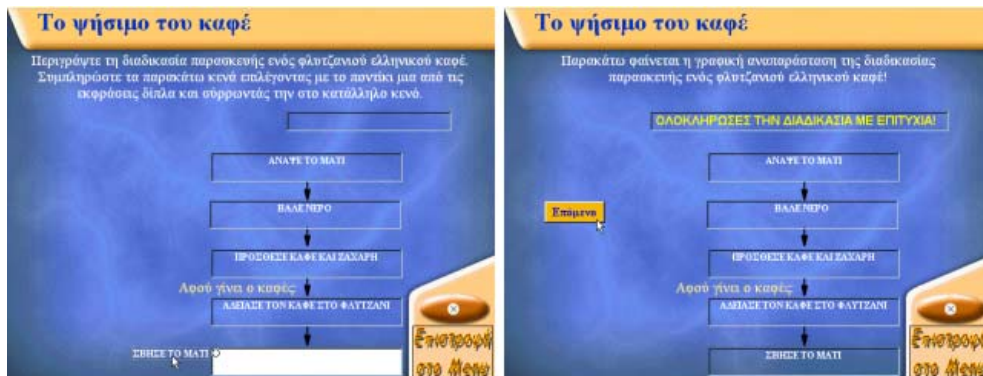 Το ψήσιμο του καφέ
Περιγράψτε τη διαδικασία παρασκευής ενός φλυτζανιού ελληνικού καφέ.
Συμπληρώστε τα παρακάτω κενά επιλέγοντας με το ποντίκι μια από τις
εκφράσεις δίπλα και σύρρωντάς την στο κατάλληλο κενό.
ΑΝΑΨΕ ΤΟ ΜΑΤΙ
ΒΑΛΕ ΝΕΡΟ
ΠΡΟΣΘΕΣΕ ΚΑΦΕ ΚΑΙ ΖΑΧΑΡΗ
Αφού γίνει ο καφές:
ΑΔΕΙΑΣΕ ΤΟΝ ΚΑΦΕ ΣΤΟ ΦΛΥΤΖΑΝΙ
ΣΒΗΣΕ ΤΟ ΜΑΤΙ
Επιστροφή
στο Menu
Το ψήσιμο του καφέ
Παρακάτω φαίνεται η γραφική αναπαράσταση της διαδικασίας
παρασκευής ενός φλυτζανιού ελληνικού καφέ!
ΟΛΟΚΛΗΡΩΣΕΣ ΤΗΝ ΔΙΑΔΙΚΑΣΙΑ ΜΕ ΕΠΙΤΥΧΙΑ!
ΑΝΑΨΕ ΤΟ ΜΑΤΙ
Επόμενο
ΒΑΛΕ ΝΕΡΟ
ΠΡΟΣΘΕΣΕ ΚΑΦΕ ΚΑΙ ΖΑΧΑΡΗ
Αφού γίνει ο καφές:
ΑΔΕΙΑΣΕ ΤΟΝ ΚΑΦΕ ΣΤΟ ΦΛΥΤΖΑΝΙ
ΣΒΗΣΕ ΤΟ ΜΑΤΙ
Επιστροφή
στο Menu